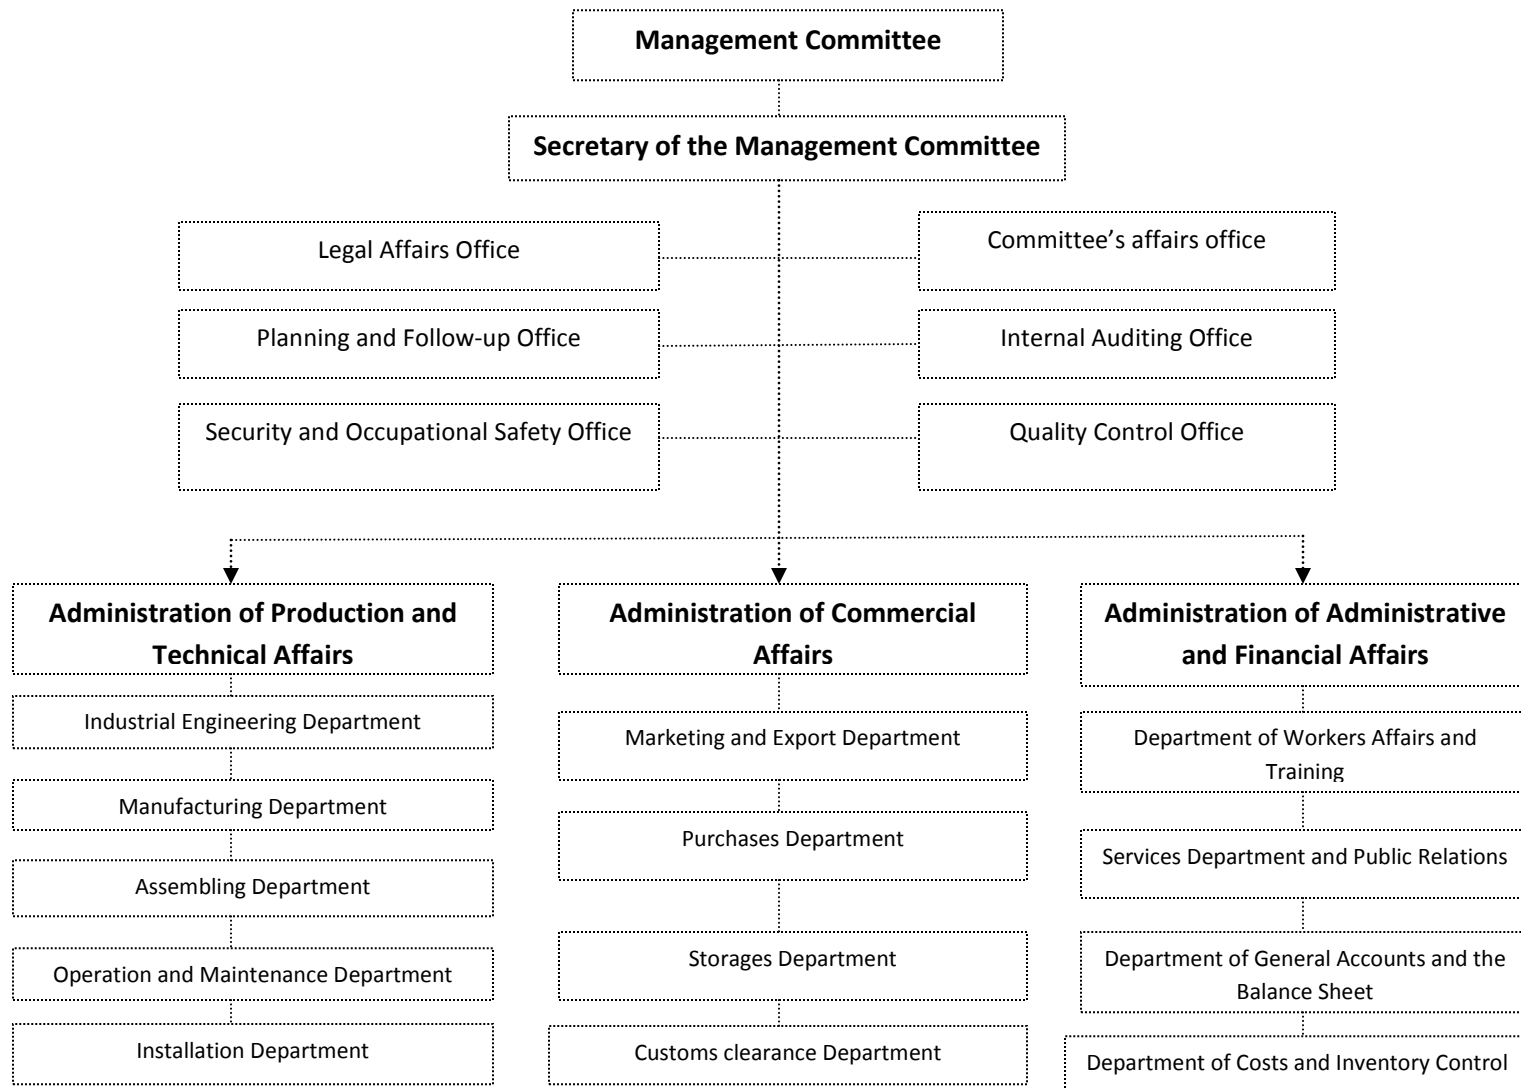 Management Committee
Secretary of the Management Committee
Legal Affairs Office
Committee’s affairs office
Planning and Follow-up Office
Internal Auditing Office
Security and Occupational Safety Office
Quality Control Office
Administration of Production and
Technical Affairs
Industrial Engineering Department
Manufacturing Department
Assembling Department
Operation and Maintenance Department
Installation Department
Administration of Commercial
Affairs
Marketing and Export Department
Purchases Department
Storages Department
Customs clearance Department
Administration of Administrative
and Financial Affairs
Department of Workers Affairs and
Training
Services Department and Public Relations
Department of General Accounts and the
Balance Sheet
Department of Costs and Inventory Control